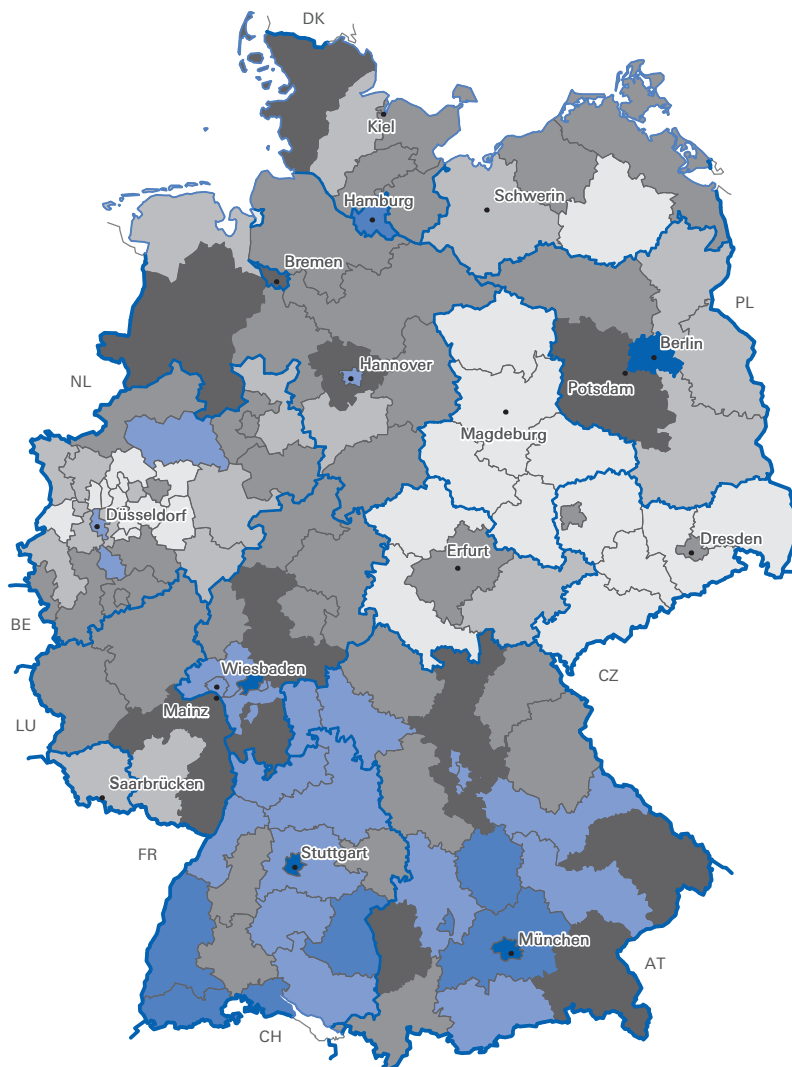 DK
Kiel
Hamburg
Schwerin
Bremen
PL
Berlin
Hannover
NL
Potsdam
Magdeburg
Düsseldorf
Dresden
Erfurt
BE
Wiesbaden
CZ
Mainz
LU
Saarbrücken
FR
Stuttgart
München
AT
CH